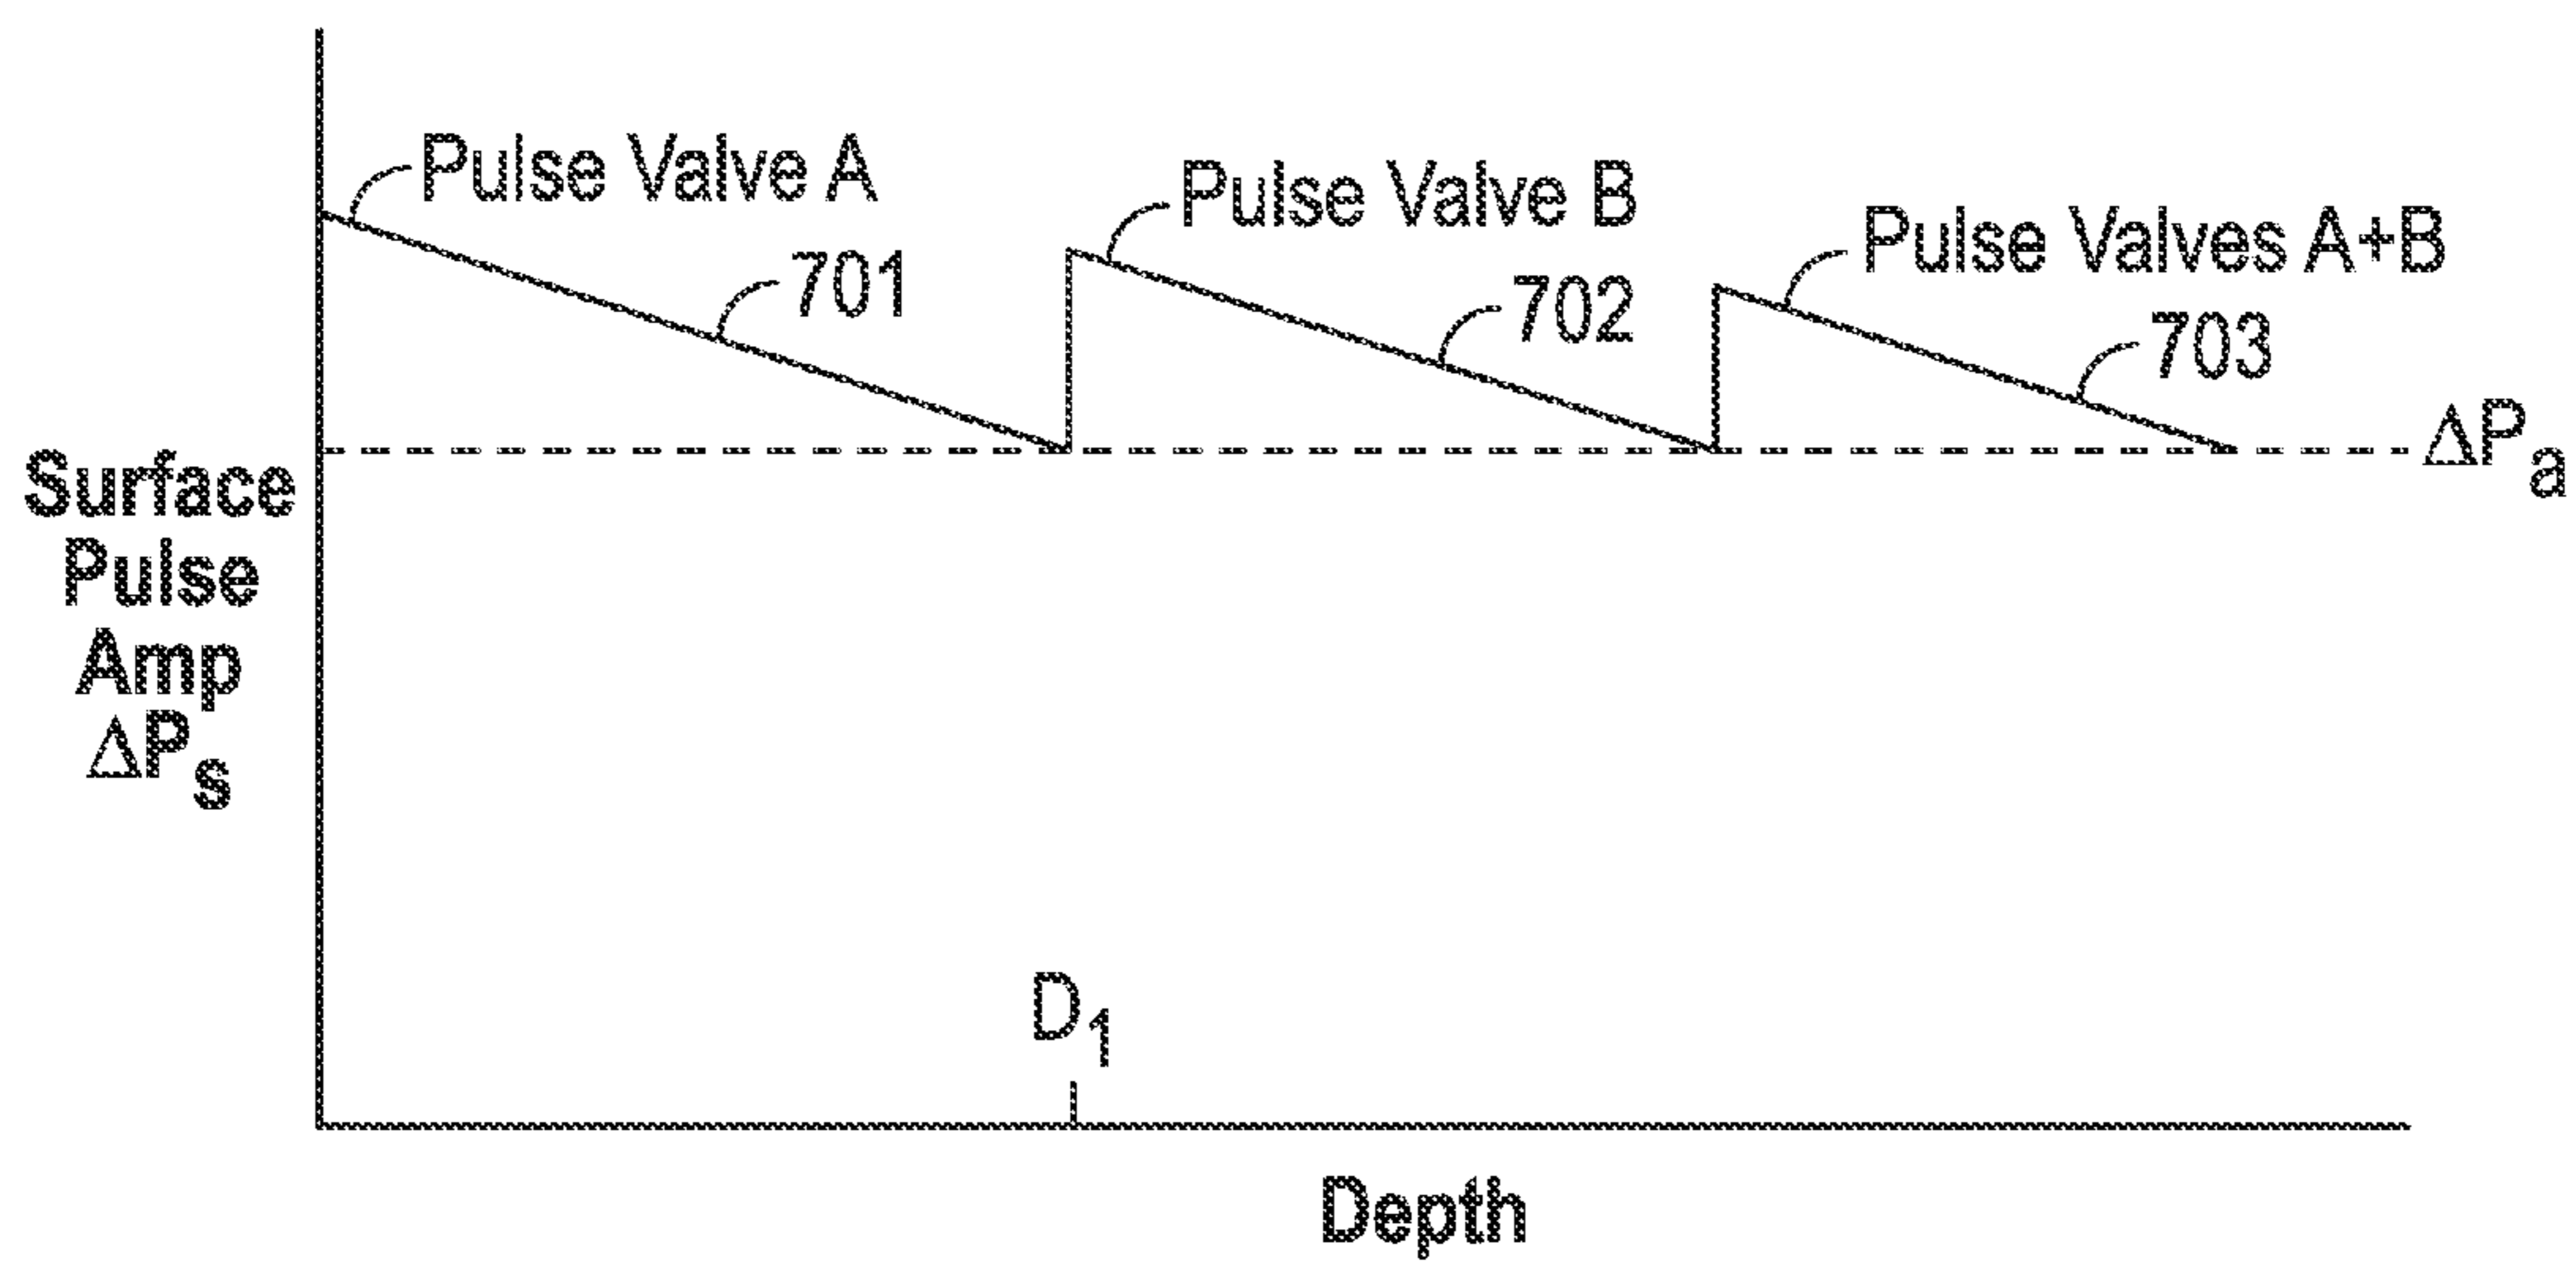 Pulse Valve A
701
Pulse Valve B
702
Pulse Valves A+B
703
ΔPa
Surface
Pulse
Amp
ΔPs
D1
Depth